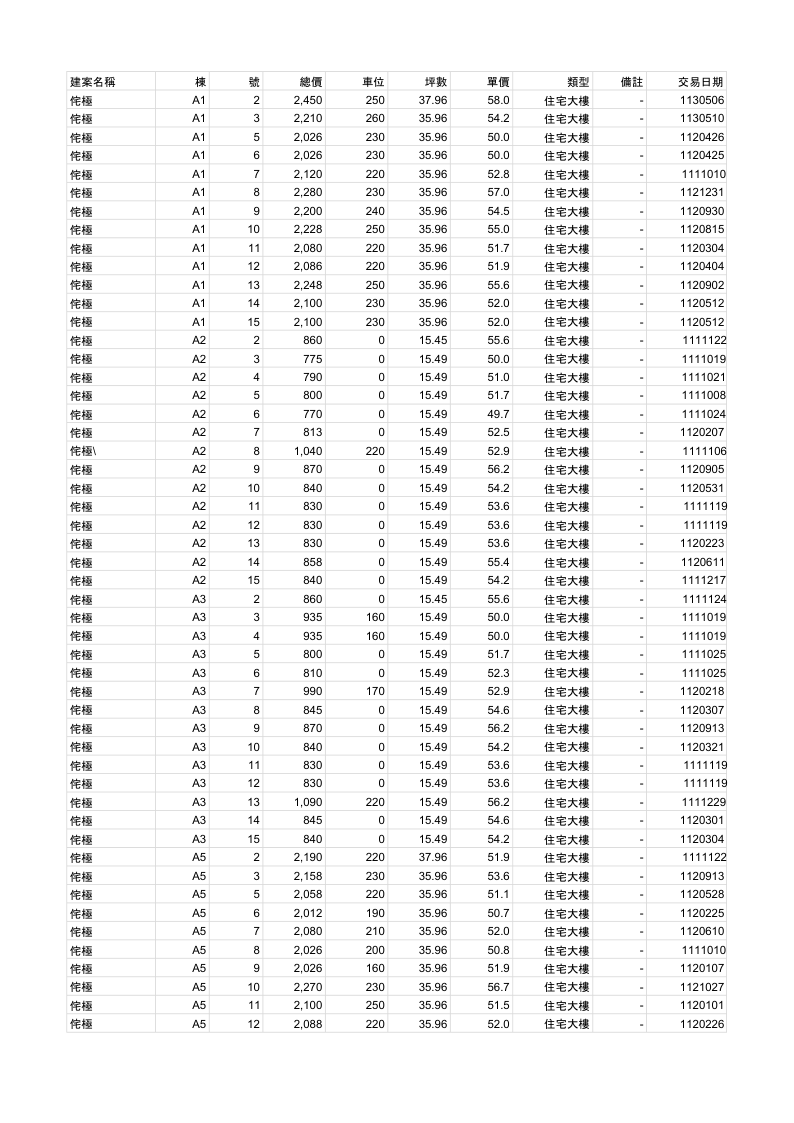 建案名稱 棟 號 總價 車位 坪數 單價 類型 備註 交易日期
侘極 A1 2 2,450 250 37.96 58.0 住宅大樓 - 1130506
侘極 A1 3 2,210 260 35.96 54.2 住宅大樓 - 1130510
侘極 A1 5 2,026 230 35.96 50.0 住宅大樓 - 1120426
侘極 A1 6 2,026 230 35.96 50.0 住宅大樓 - 1120425
侘極 A1 7 2,120 220 35.96 52.8 住宅大樓 - 1111010
侘極 A1 8 2,280 230 35.96 57.0 住宅大樓 - 1121231
侘極 A1 9 2,200 240 35.96 54.5 住宅大樓 - 1120930
侘極 A1 10 2,228 250 35.96 55.0 住宅大樓 - 1120815
侘極 A1 11 2,080 220 35.96 51.7 住宅大樓 - 1120304
侘極 A1 12 2,086 220 35.96 51.9 住宅大樓 - 1120404
侘極 A1 13 2,248 250 35.96 55.6 住宅大樓 - 1120902
侘極 A1 14 2,100 230 35.96 52.0 住宅大樓 - 1120512
侘極 A1 15 2,100 230 35.96 52.0 住宅大樓 - 1120512
侘極 A2 2 860 0 15.45 55.6 住宅大樓 - 1111122
侘極 A2 3 775 0 15.49 50.0 住宅大樓 - 1111019
侘極 A2 4 790 0 15.49 51.0 住宅大樓 - 1111021
侘極 A2 5 800 0 15.49 51.7 住宅大樓 - 1111008
侘極 A2 6 770 0 15.49 49.7 住宅大樓 - 1111024
侘極 A2 7 813 0 15.49 52.5 住宅大樓 - 1120207
侘極\ A2 8 1,040 220 15.49 52.9 住宅大樓 - 1111106
侘極 A2 9 870 0 15.49 56.2 住宅大樓 - 1120905
侘極 A2 10 840 0 15.49 54.2 住宅大樓 - 1120531
侘極 A2 11 830 0 15.49 53.6 住宅大樓 - 1111119
侘極 A2 12 830 0 15.49 53.6 住宅大樓 - 1111119
侘極 A2 13 830 0 15.49 53.6 住宅大樓 - 1120223
侘極 A2 14 858 0 15.49 55.4 住宅大樓 - 1120611
侘極 A2 15 840 0 15.49 54.2 住宅大樓 - 1111217
侘極 A3 2 860 0 15.45 55.6 住宅大樓 - 1111124
侘極 A3 3 935 160 15.49 50.0 住宅大樓 - 1111019
侘極 A3 4 935 160 15.49 50.0 住宅大樓 - 1111019
侘極 A3 5 800 0 15.49 51.7 住宅大樓 - 1111025
侘極 A3 6 810 0 15.49 52.3 住宅大樓 - 1111025
侘極 A3 7 990 170 15.49 52.9 住宅大樓 - 1120218
侘極 A3 8 845 0 15.49 54.6 住宅大樓 - 1120307
侘極 A3 9 870 0 15.49 56.2 住宅大樓 - 1120913
侘極 A3 10 840 0 15.49 54.2 住宅大樓 - 1120321
侘極 A3 11 830 0 15.49 53.6 住宅大樓 - 1111119
侘極 A3 12 830 0 15.49 53.6 住宅大樓 - 1111119
侘極 A3 13 1,090 220 15.49 56.2 住宅大樓 - 1111229
侘極 A3 14 845 0 15.49 54.6 住宅大樓 - 1120301
侘極 A3 15 840 0 15.49 54.2 住宅大樓 - 1120304
侘極 A5 2 2,190 220 37.96 51.9 住宅大樓 - 1111122
侘極 A5 3 2,158 230 35.96 53.6 住宅大樓 - 1120913
侘極 A5 5 2,058 220 35.96 51.1 住宅大樓 - 1120528
侘極 A5 6 2,012 190 35.96 50.7 住宅大樓 - 1120225
侘極 A5 7 2,080 210 35.96 52.0 住宅大樓 - 1120610
侘極 A5 8 2,026 200 35.96 50.8 住宅大樓 - 1111010
侘極 A5 9 2,026 160 35.96 51.9 住宅大樓 - 1120107
侘極 A5 10 2,270 230 35.96 56.7 住宅大樓 - 1121027
侘極 A5 11 2,100 250 35.96 51.5 住宅大樓 - 1120101
侘極 A5 12 2,088 220 35.96 52.0 住宅大樓 - 1120226